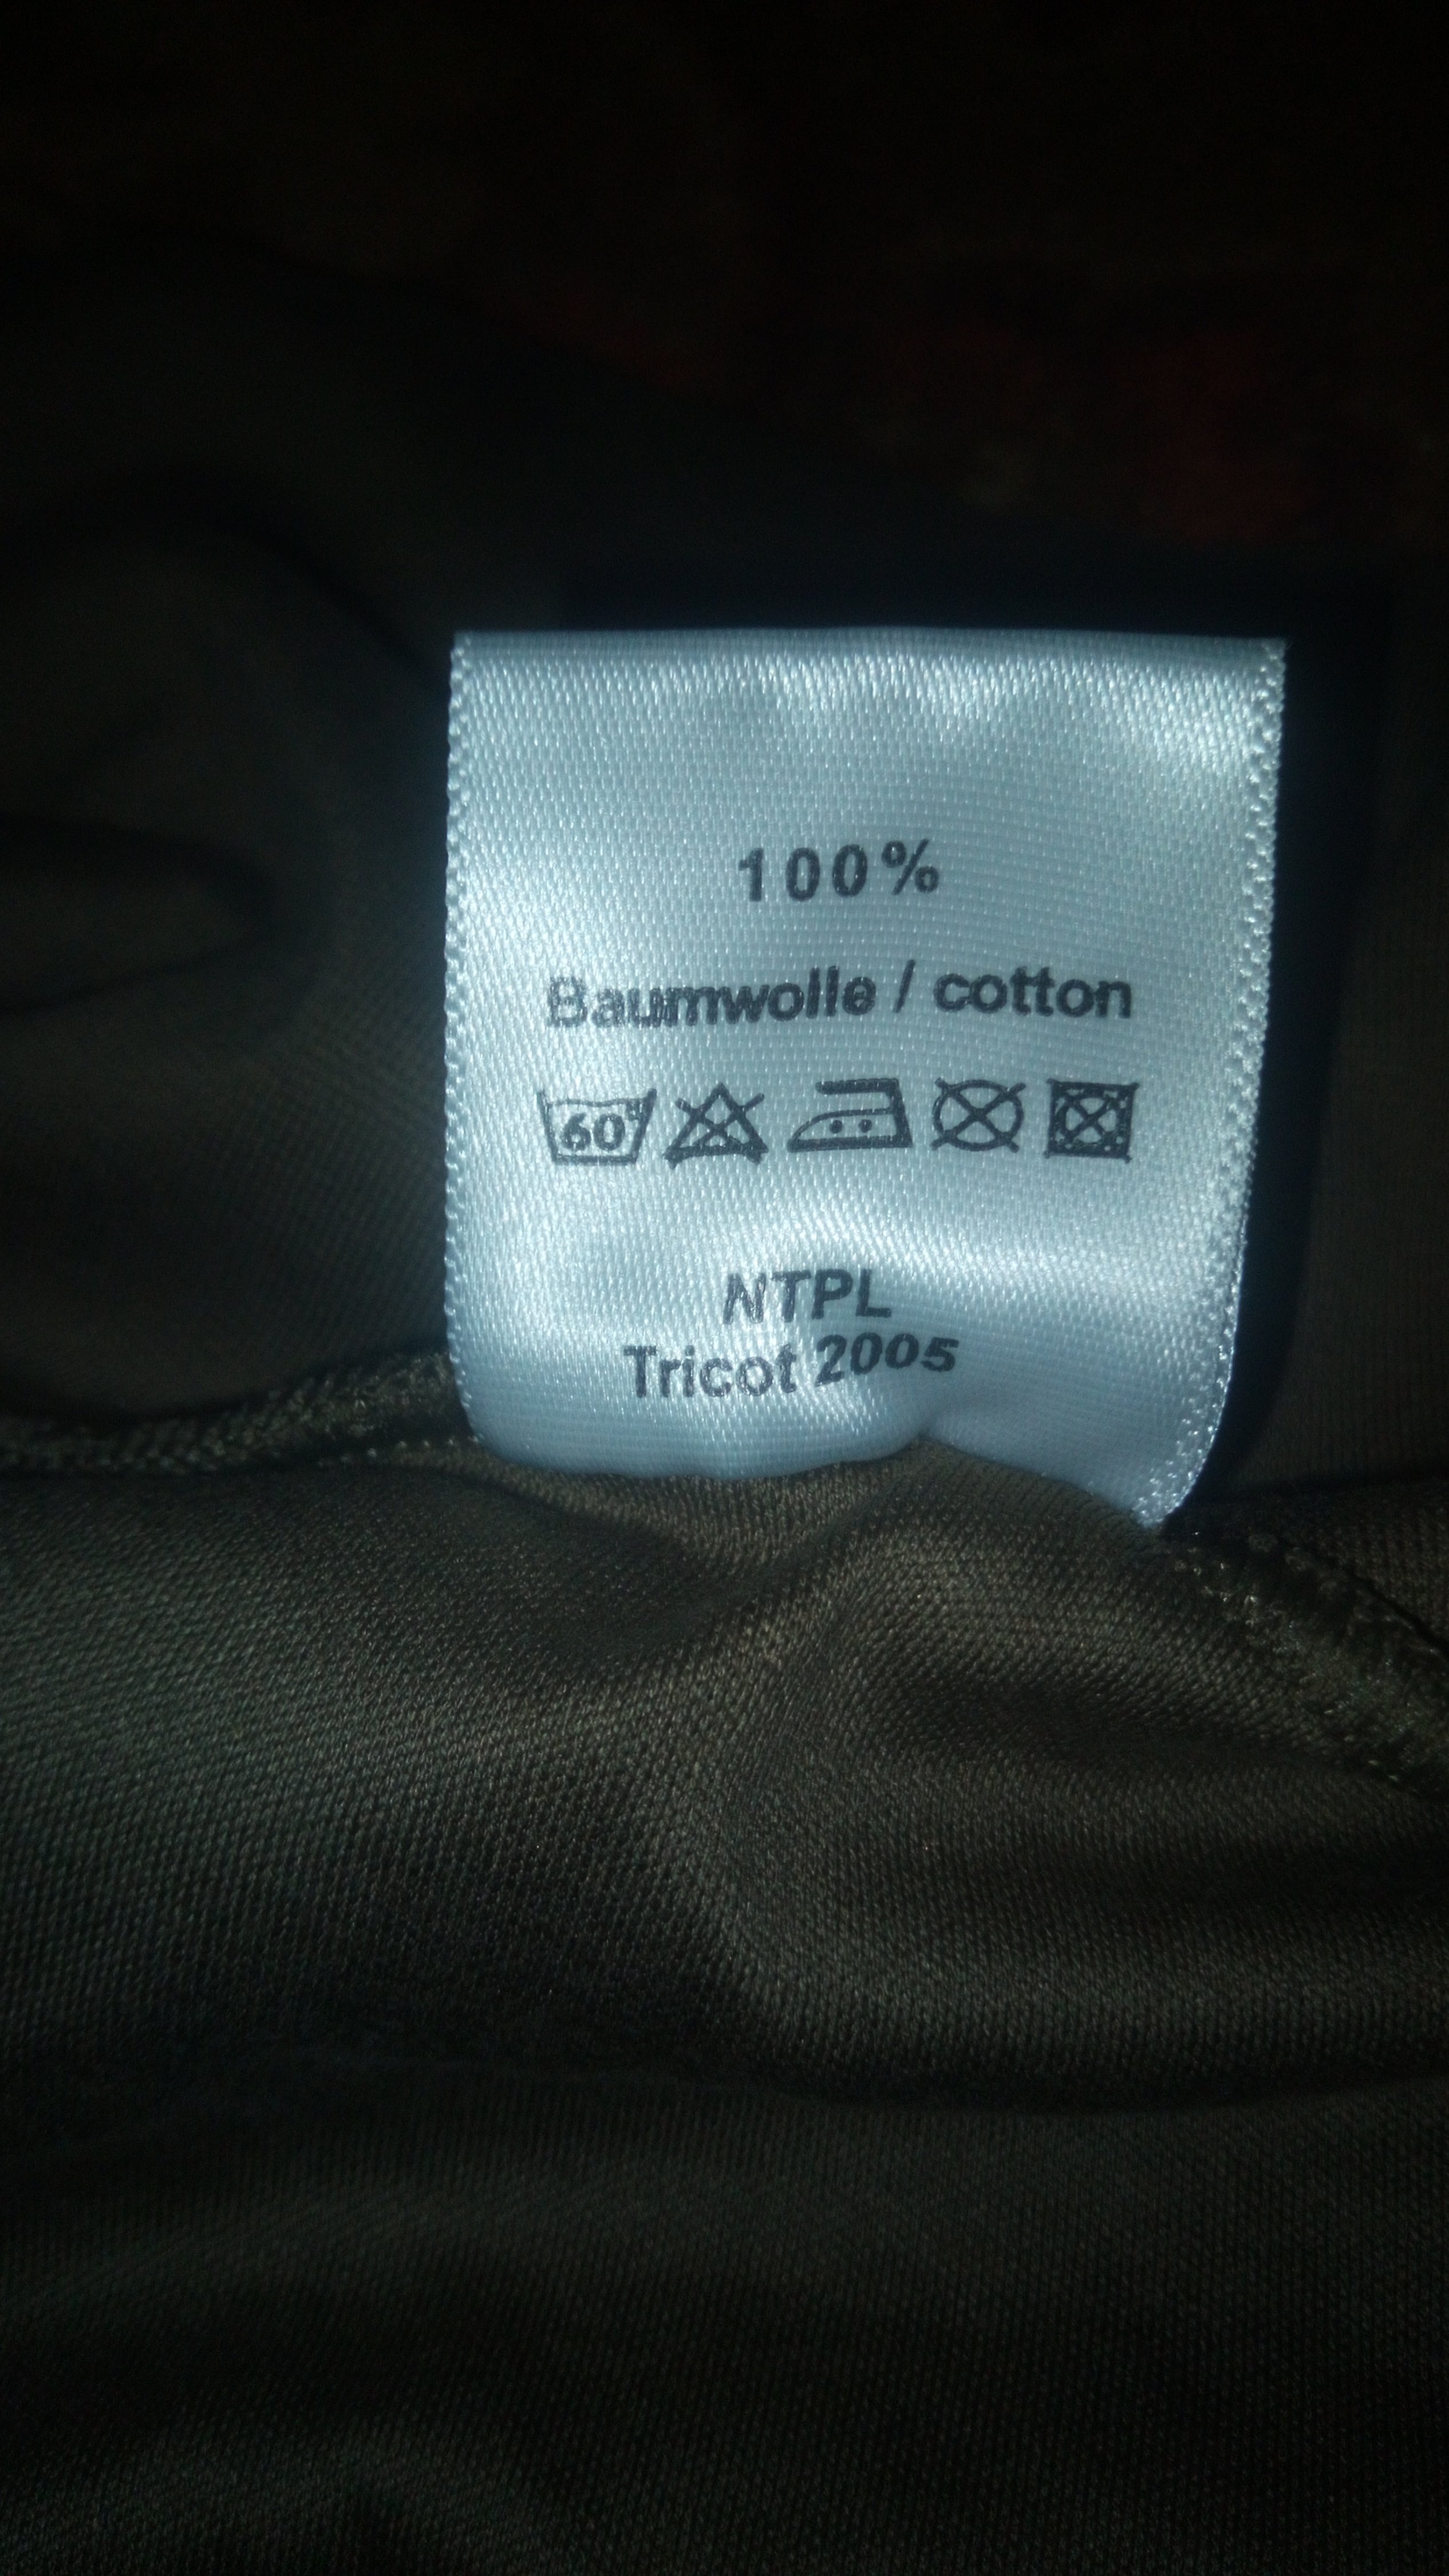 100%
Baumwolle / cotton
60°
NTPL
Tricot 2005